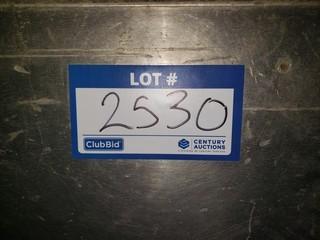 LOT #
2530
ClubBid
CENTURY
AUCTIONS